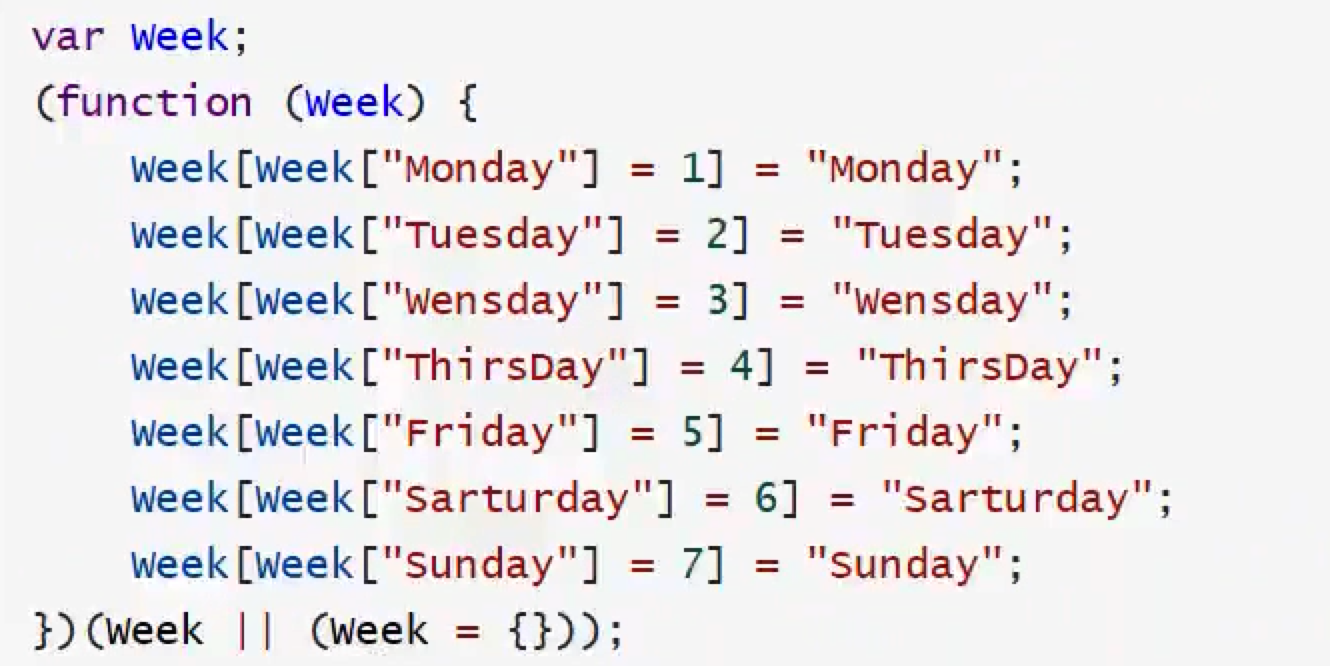 var Week;
(function (Week) {
    Week[Week["Monday"] = 1] = "Monday";
    Week[Week["Tuesday"] = 2] = "Tuesday";
    Week[Week["Wensday"] = 3] = "Wensday";
    Week[Week["ThirsDay"] = 4] = "ThirsDay";
    Week[Week["Friday"] = 5] = "Friday";
    Week[Week["Sarturday"] = 6] = "Sarturday";
    Week[Week["Sunday"] = 7] = "Sunday";
})(Week || (Week = {}));